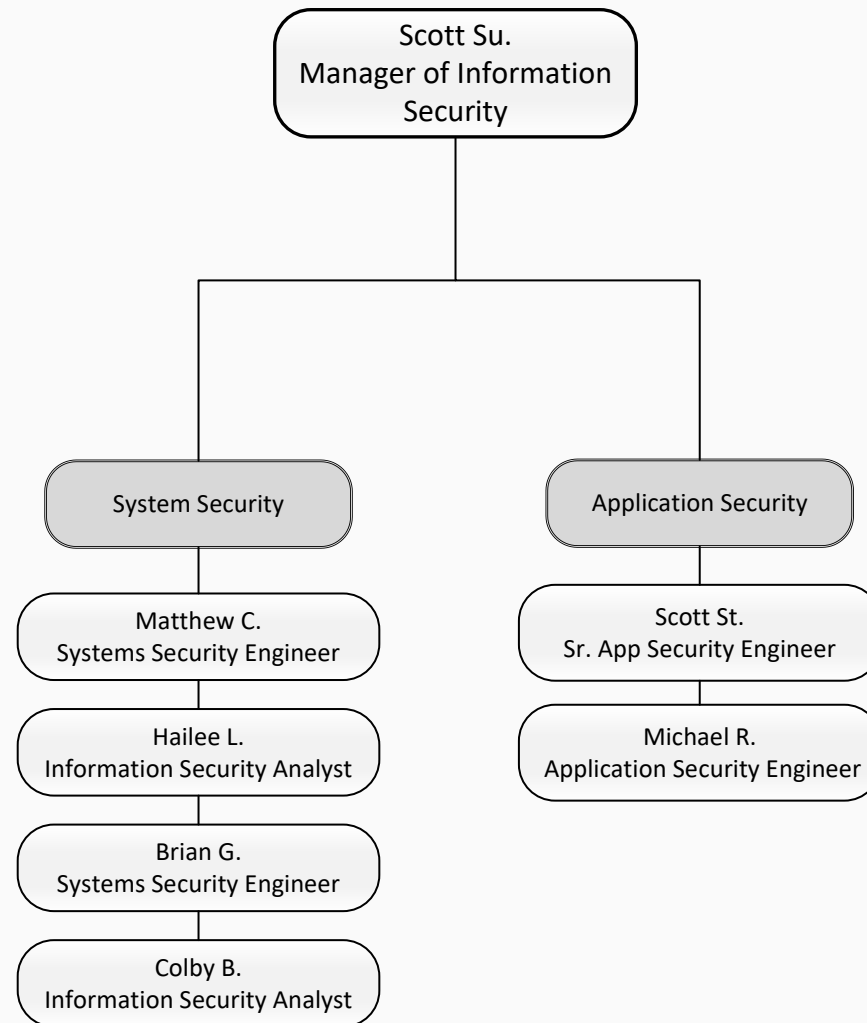 Scott Su.
Manager of Information
Security
System Security
Matthew C.
Systems Security Engineer
Hailee L.
Information Security Analyst
Brian G.
Systems Security Engineer
Colby B.
Information Security Analyst
Application Security
Scott St.
Sr. App Security Engineer
Michael R.
Application Security Engineer